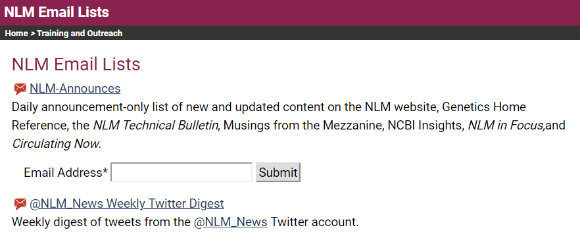 NLM Email Lists
Home > Training and Outreach
NLM Email Lists
NLM-Announces
Daily announcement-only list of new and updated content on the NLM website, Genetics Home
Reference, the NLM Technical Bulletin, Musings from the Mezzanine, NCBI Insights, NLM in Focus,and
Circulating Now.
Email Address* Submit
@NLM_News Weekly Twitter Digest
Weekly digest of tweets from the @NLM_News Twitter account.